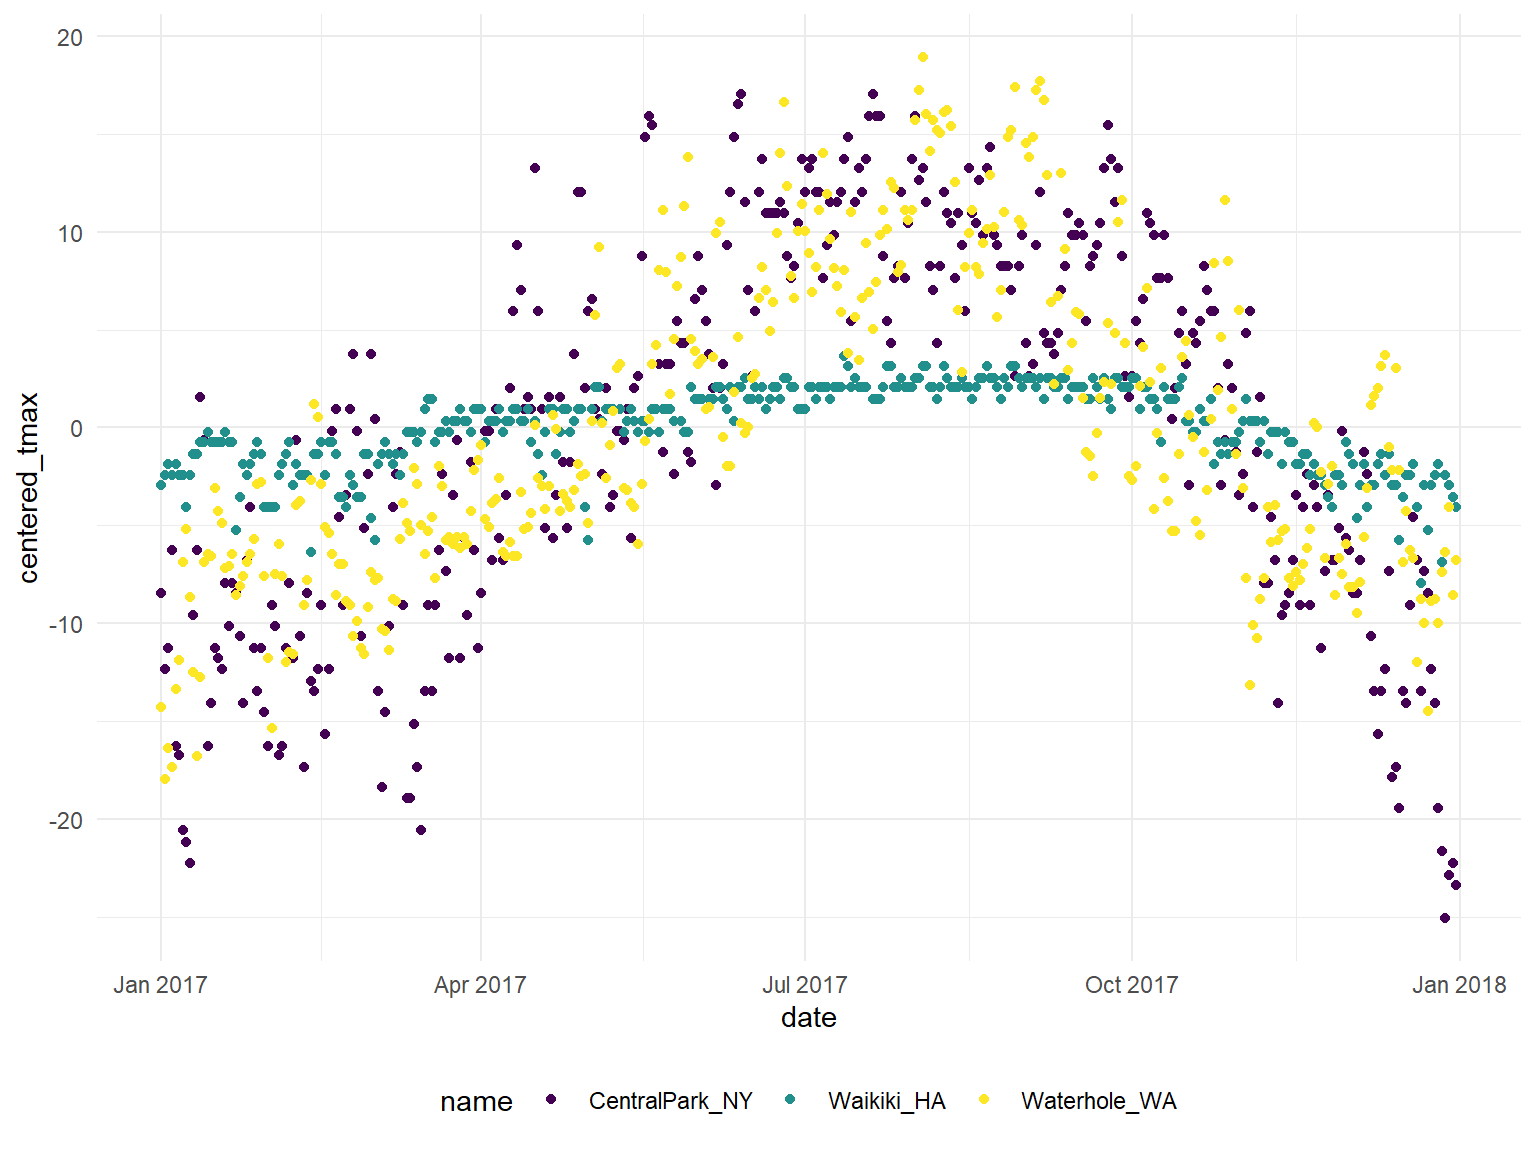 20
10
0
-10
-20
centered_tmax
Jan 2017 Apr 2017 Jul 2017 Oct 2017 Jan 2018
date
name CentralPark_NY Waikiki_HA Waterhole_WA